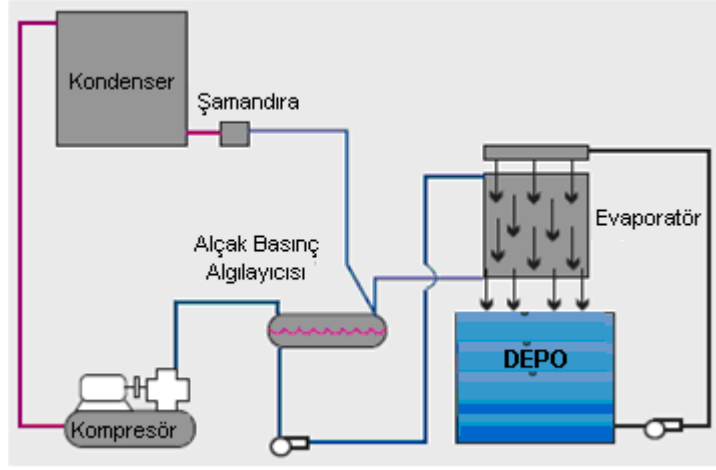 Kondenser
Şamandıra
Evaporatör
Alçak Basınç
Algılayıcısı
DEPO
Kompresör